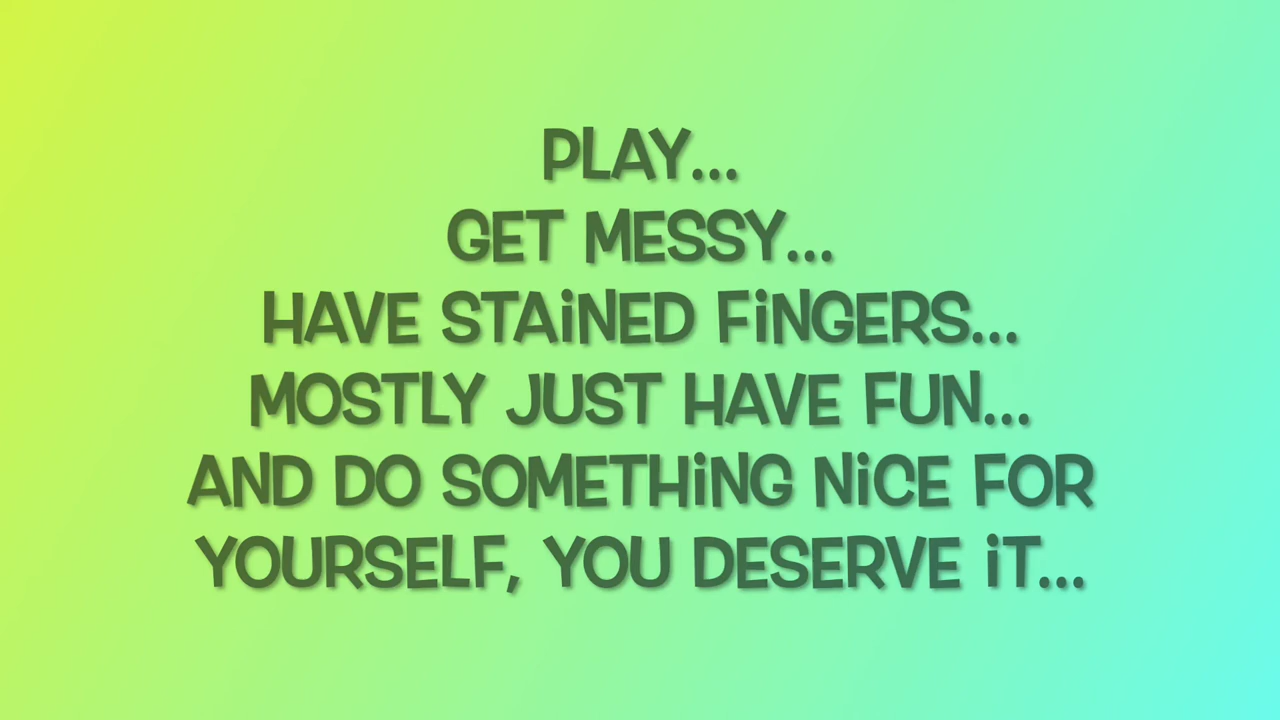 PLAY...
GET MESSY...
HAVE STAiNED FiNGERS...
MOSTLY JUST HAVE FUN...
AND DO SOMETHiNG NiCE FOR
YOURSELF, YOU DESERVE iT...